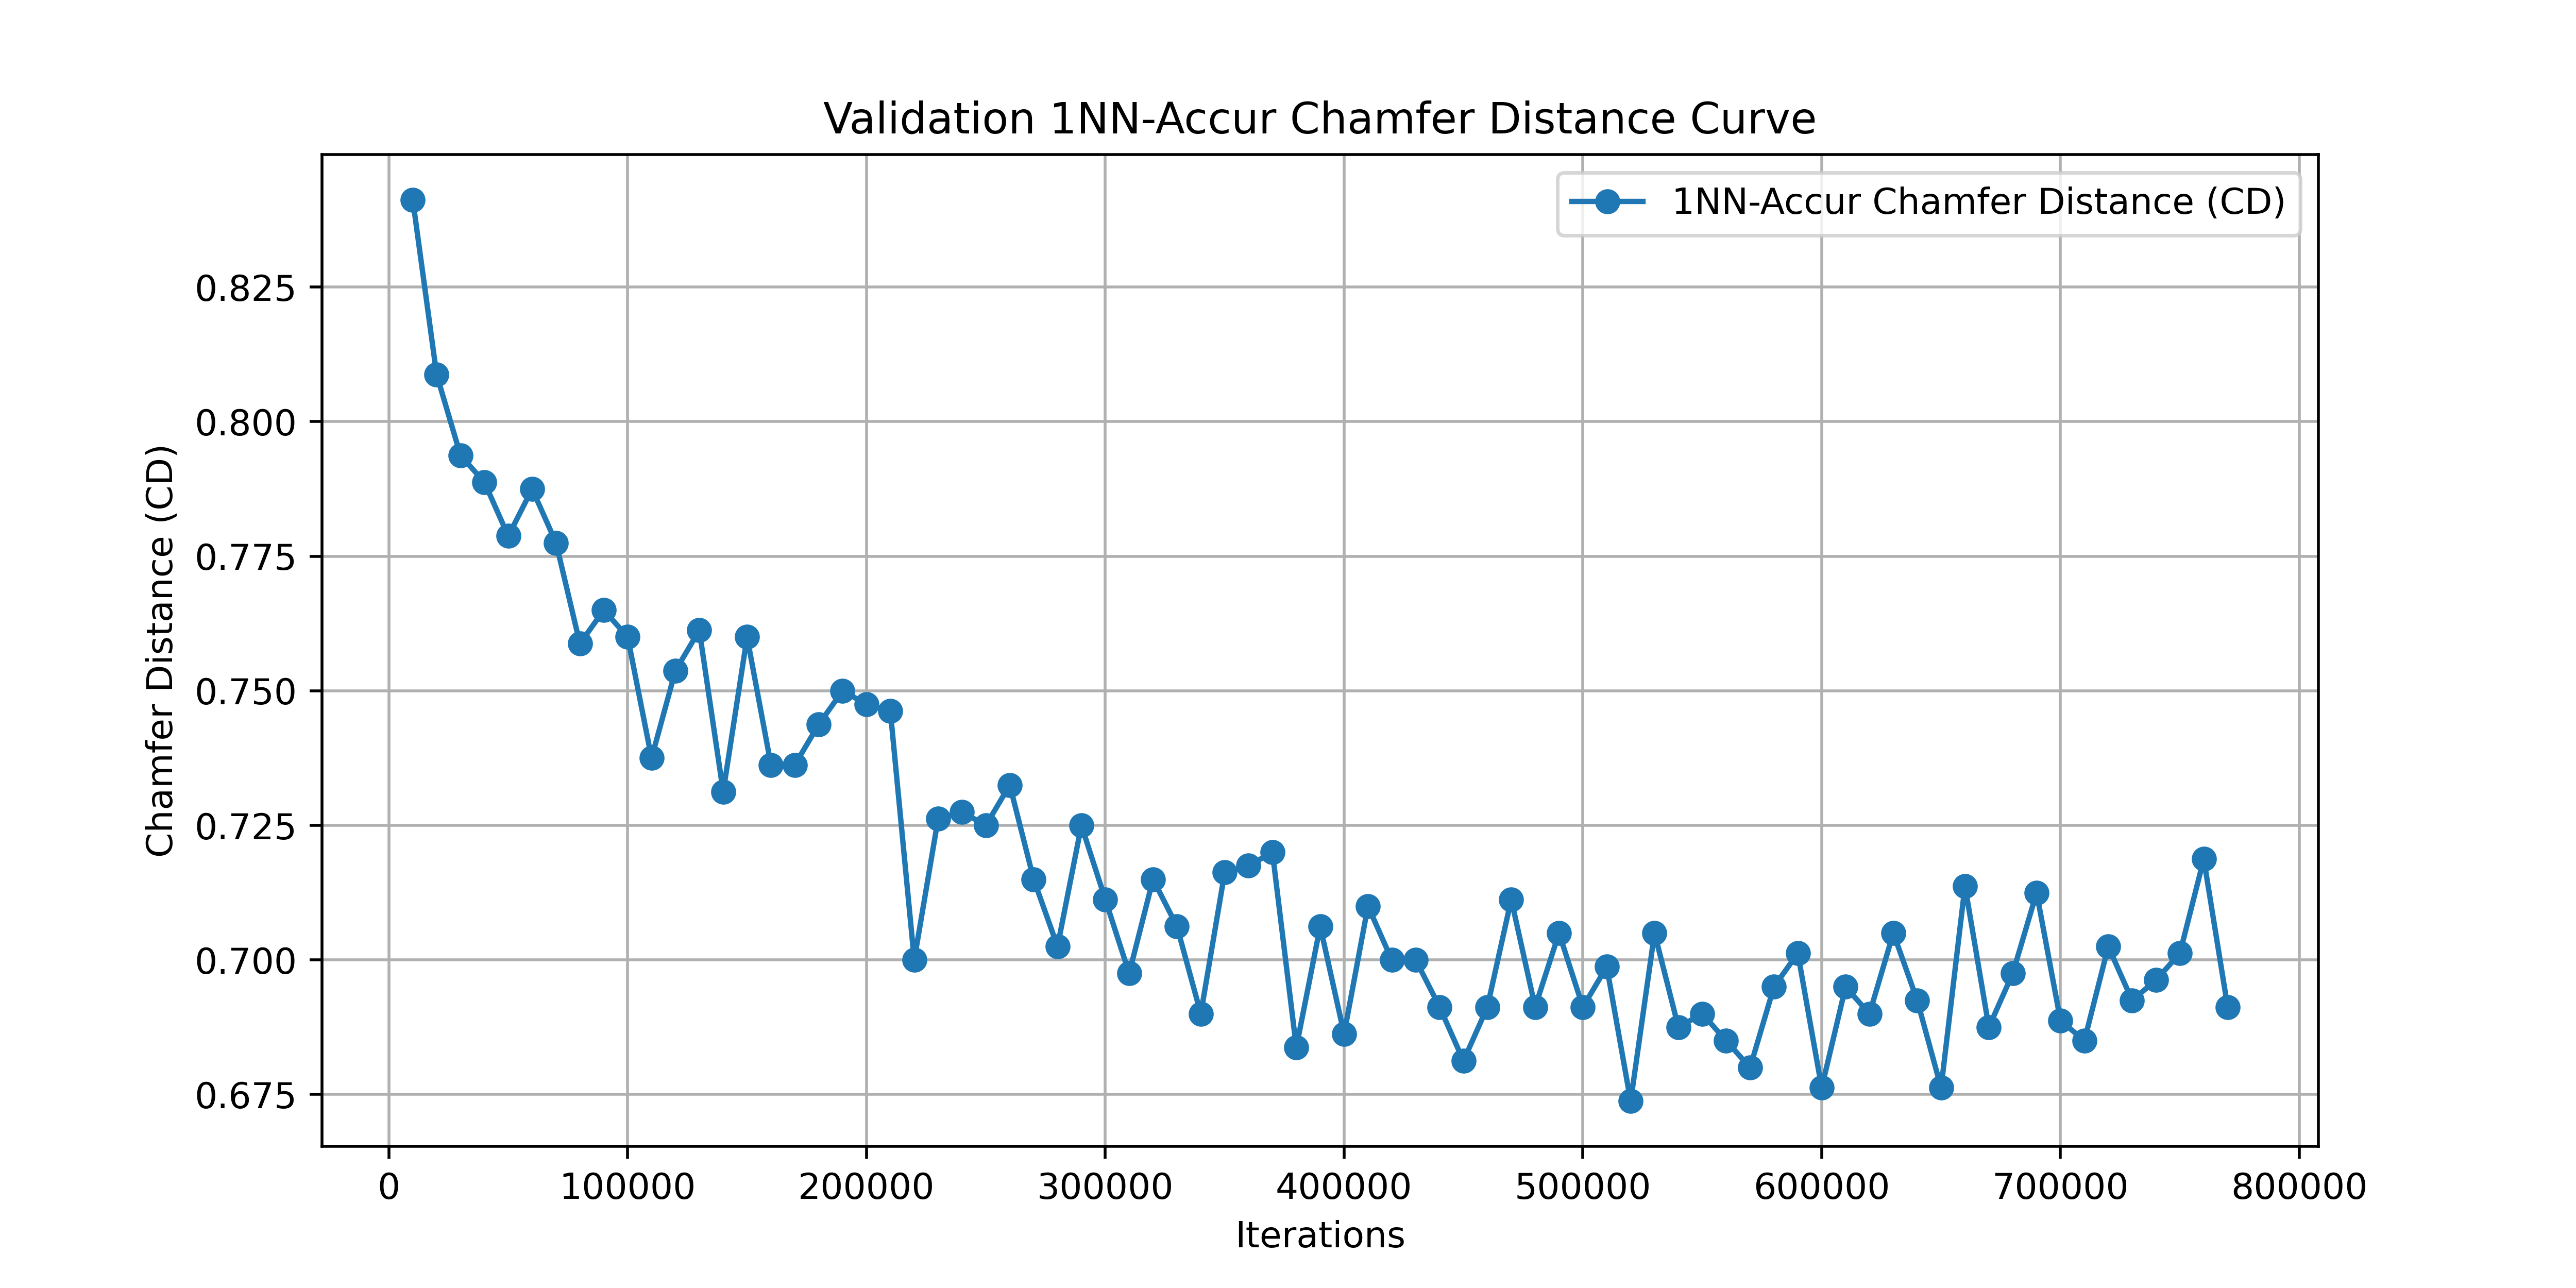 Validation 1NN-Accur Chamfer Distance Curve
1NN-Accur Chamfer Distance (CD)
Chamfer Distance (CD)
0.825
0.800
0.775
0.750
0.725
0.700
0.675
0 100000 200000 300000 400000 500000 600000 700000 800000
Iterations